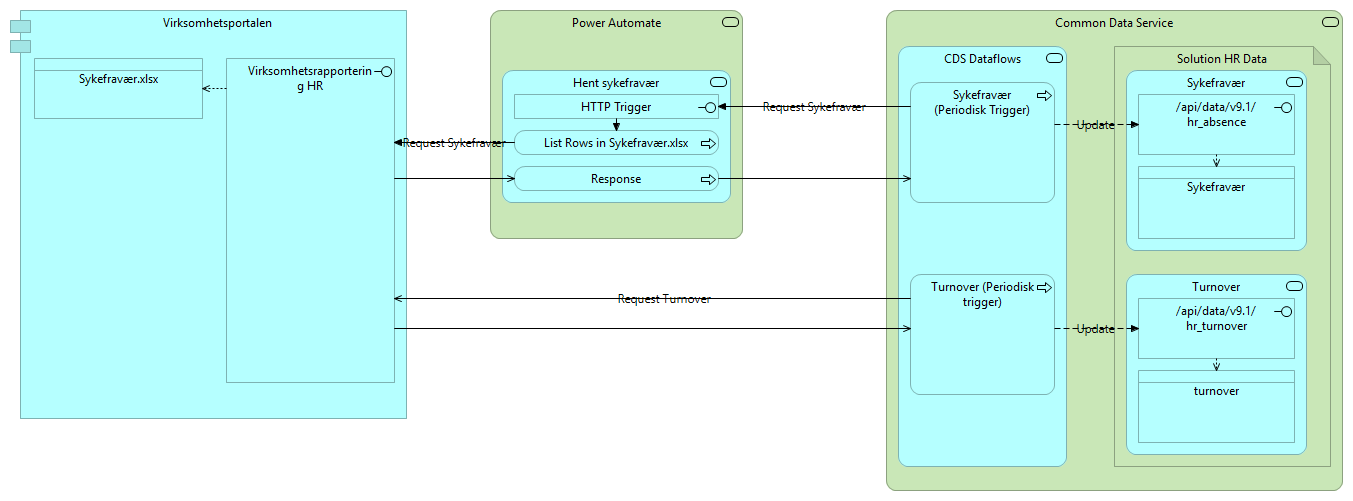 Virksomhetsportalen
Sykefravær.xlsx
Virksomhetsrapporterin
g HR
Power Automate
Hent sykefravær
HTTP Trigger
List Rows in Sykefravær.xlsx
Response
Request Sykefravær
Request Sykefravær
Request Turnover
Common Data Service
CDS Dataflows
Sykefravær
(Periodisk Trigger)
Turnover (Periodisk
trigger)
Update
Update
Solution HR Data
Sykefravær
/api/data/v9.1/
hr_absence
Sykefravær
Turnover
/api/data/v9.1/
hr_turnover
turnover